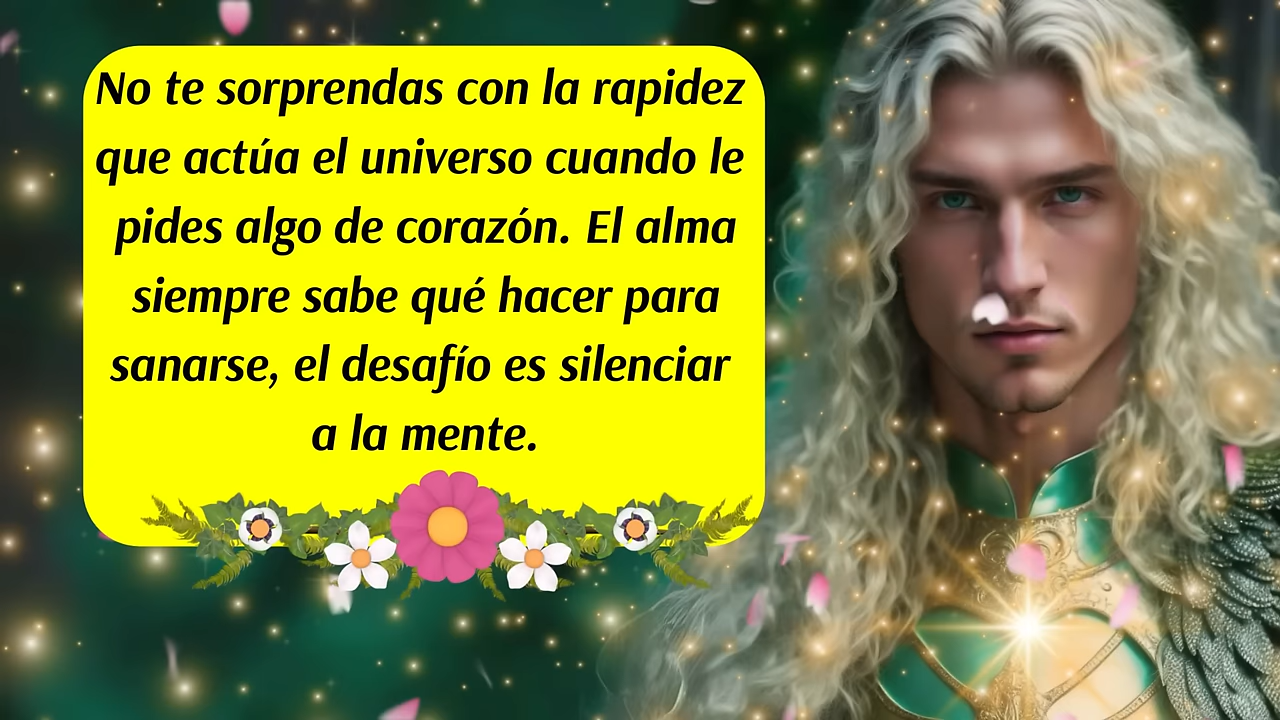 No te sorprendas con la rapidez
que actúa el universo cuando le
pides algo de corazón. El alma
siempre sabe qué hacer para
sanarse, el desafío es silenciar
a la mente.